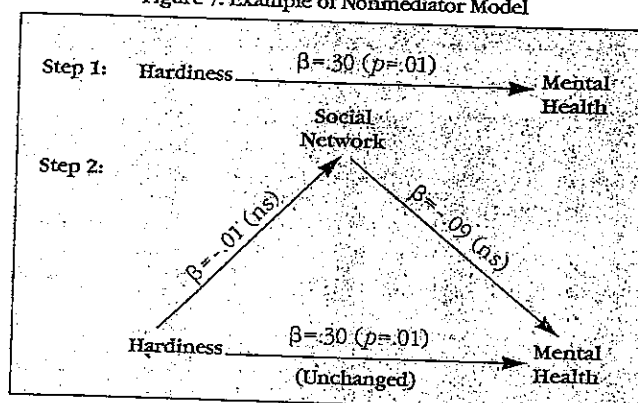 Figure 7. Example of Nonmediator Model
Step 1: Hardiness β=.30 (p=.01) Mental
Health
Social
Network
Step 2:
β=-.01 (ns)
β=-.09 (ns)
Hardiness β=.30 (p=.01) Mental
(Unchanged) Health